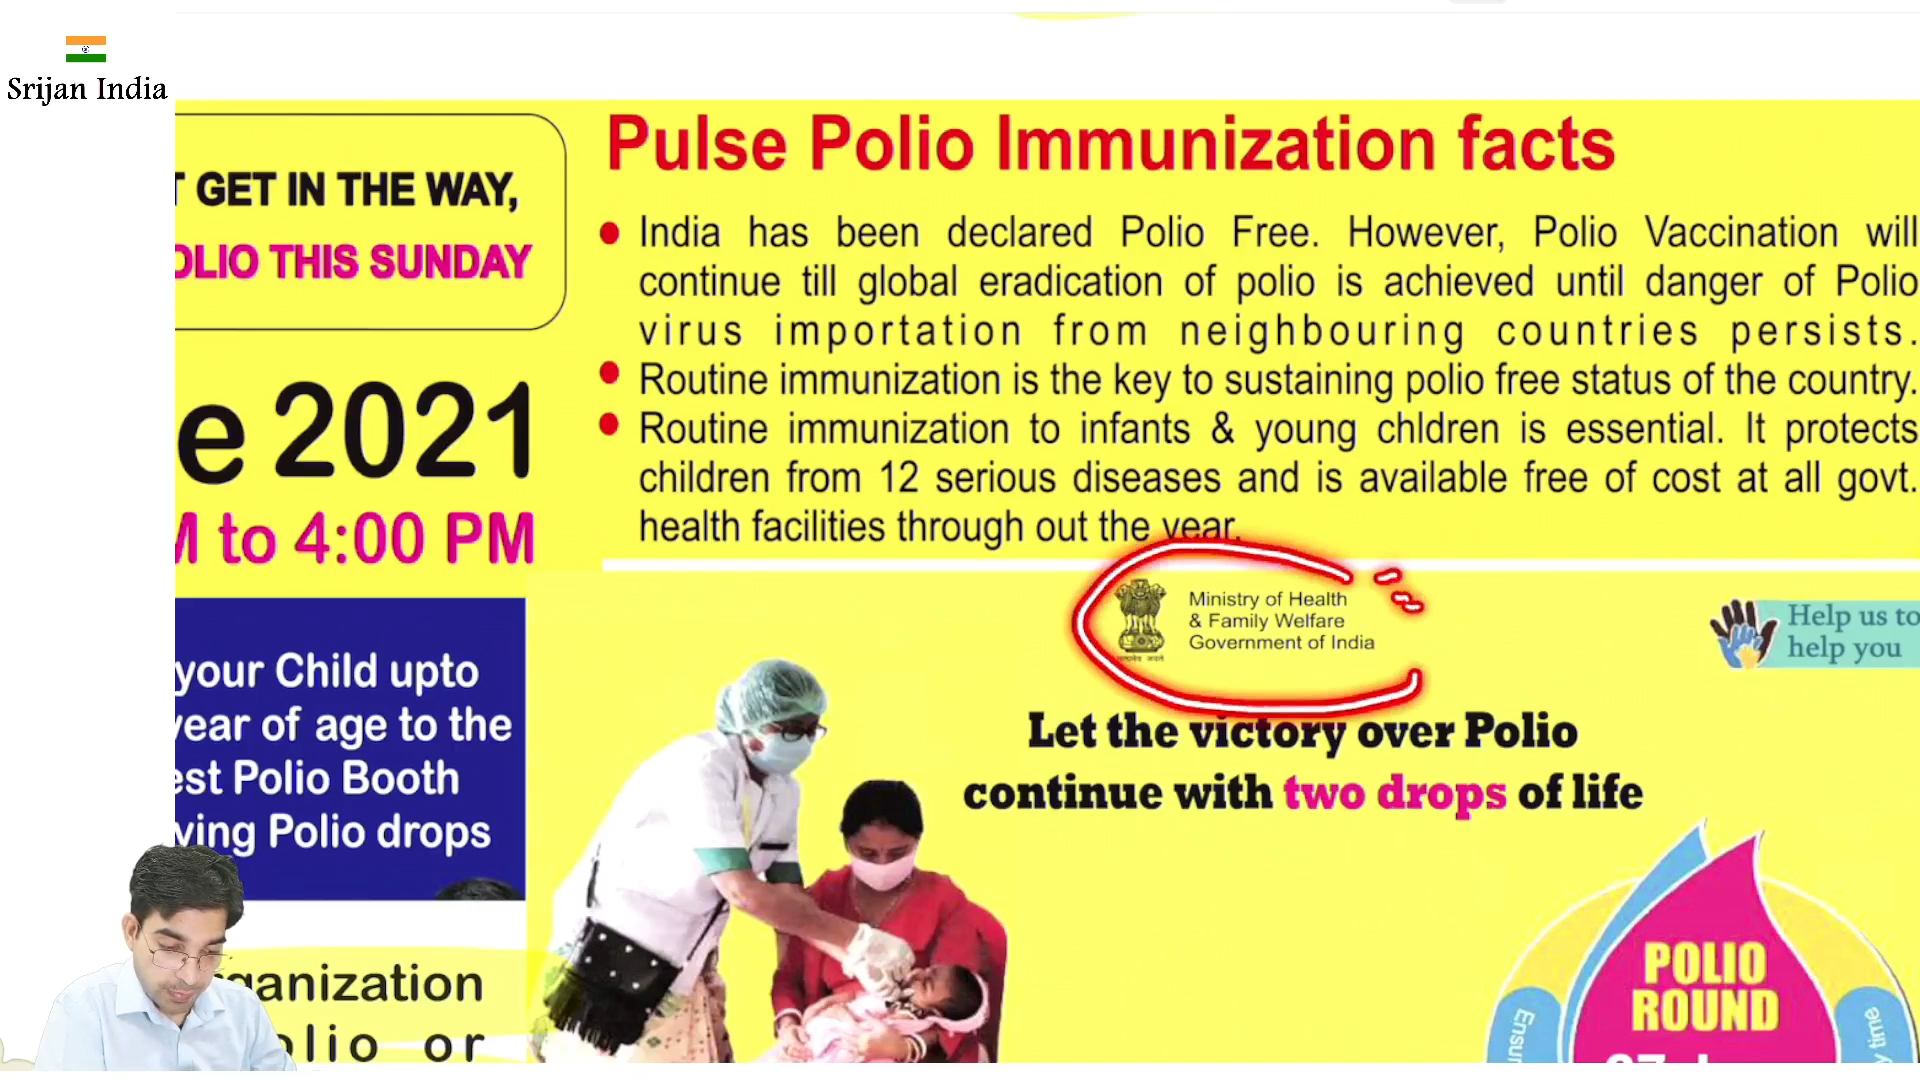 Srijan India
GET IN THE WAY,
THIS SUNDAY
2021
to 4:00 PM
your Child upto
year of age to the
Polio Booth
Polio drops
or
Pulse Polio Immunization facts
India has been declared Polio Free. However, Polio Vaccination will
continue till global eradication of polio is achieved until danger of Polio
virus importation from neighbouring countries persists.
Routine immunization is the key to sustaining polio free status of the country.
Routine immunization to infants & young chldren is essential. It protects
children from 12 serious diseases and is available free of cost at all govt.
health facilities through out the year.
Ministry of Health
& Family Welfare
Government of India
Help us to
help you
Let the victory over Polio
continue with two drops of life
POLIO
ROUND
time